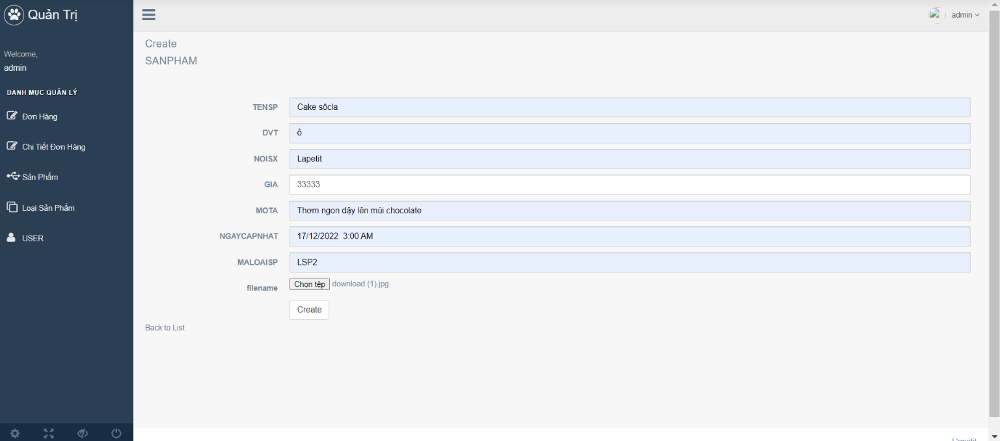 Quản Trị
admin
Welcome,
admin
DANH MỤC QUẢN LÝ
Đơn Hàng
Chi Tiết Đơn Hàng
Sản Phẩm
Loại Sản Phẩm
USER
Create
SANPHAM
TENSP Cake sôcla
DVT ổ
NOISX Lapetit
GIA 33333
MOTA Thơm ngon dậy lên mùi chocolate
NGAYCAPNHAT 17/12/2022 3:00 AM
MALOAISP LSP2
filename Chọn tệp download (1).jpg
Create
Back to List
L'apetit